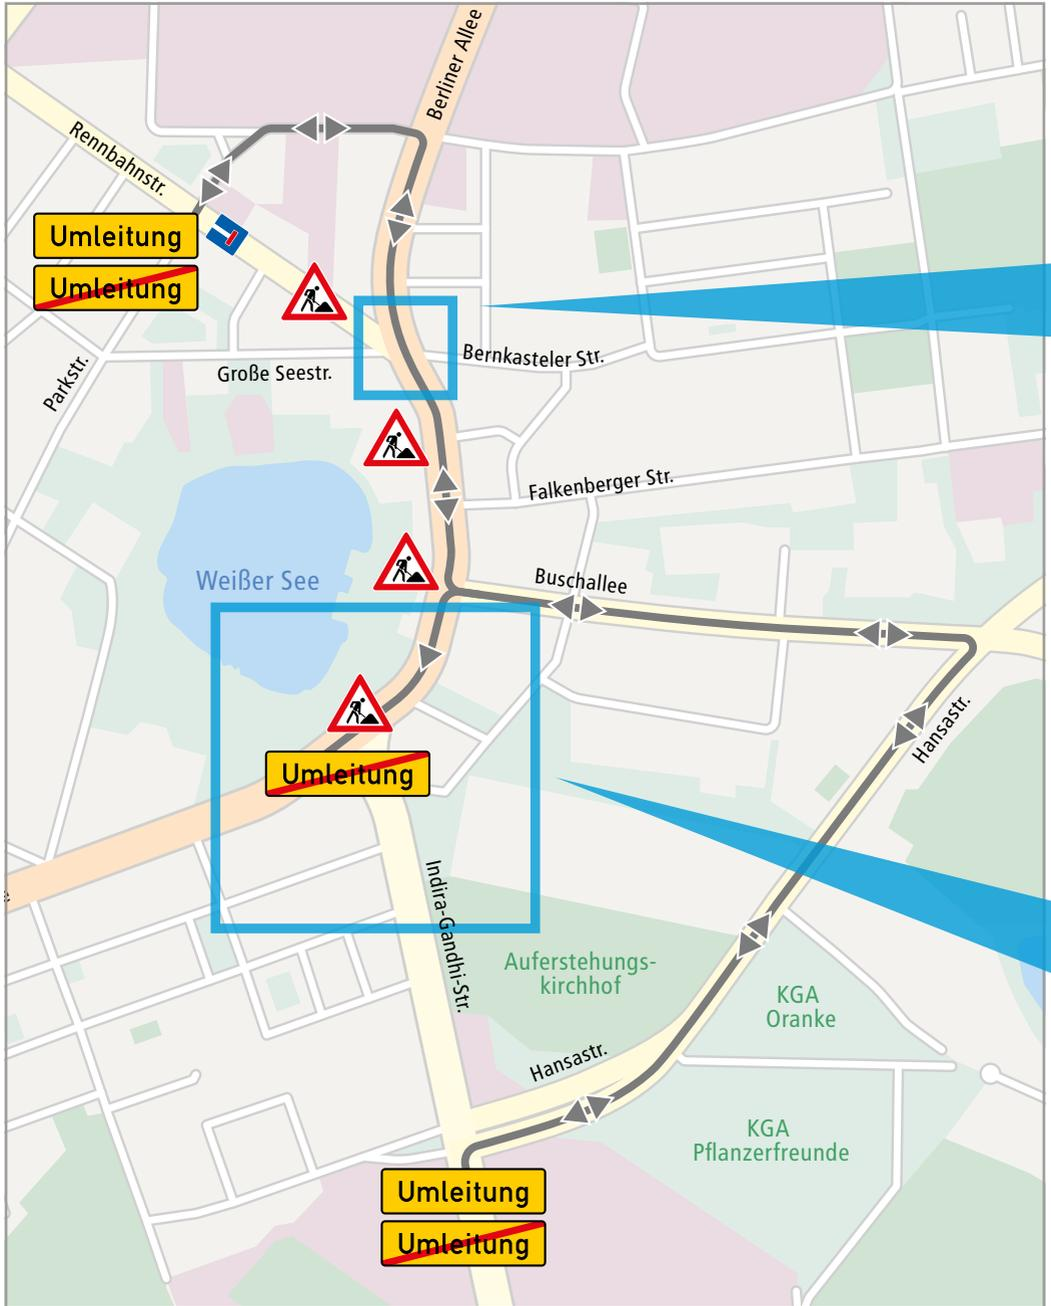 Berliner Allee
Rennbahnstr.
Umleitung
Umleitung
Bernkasteler Str.
Große Seestr.
Parkstr.
Falkenberger Str.
Weißer See
Buschallee
Hansastr.
Umleitung
Indira-Gandhi-Str.
Auferstehungs-
kirchhof
KGA
Oranke
Hansastr.
KGA
Pflanzerfreunde
Umleitung
Umleitung